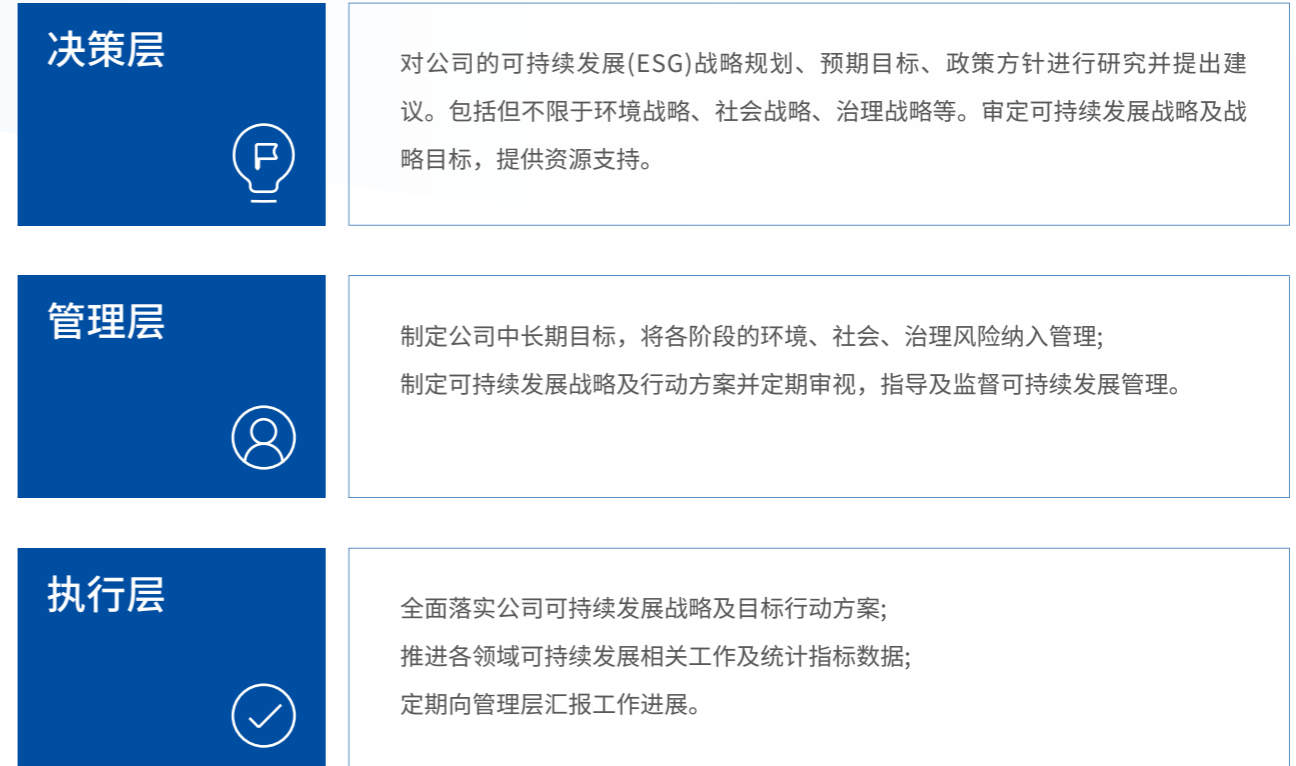 决策层
对公司的可持续发展(ESG)战略规划、预期目标、政策方针进行研究并提出建
议。包括但不限于环境战略、社会战略、治理战略等。审定可持续发展战略及战
略目标，提供资源支持。
管理层
制定公司中长期目标，将各阶段的环境、社会、治理风险纳入管理;
制定可持续发展战略及行动方案并定期审视，指导及监督可持续发展管理。
执行层
全面落实公司可持续发展战略及目标行动方案;
推进各领域可持续发展相关工作及统计指标数据;
定期向管理层汇报工作进展。